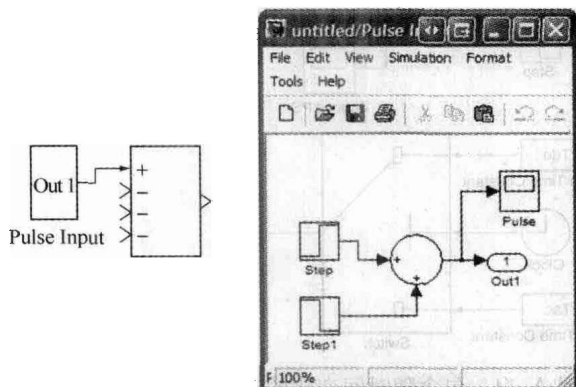 Out 1
+
−
−
−
Pulse Input
untitled/Pulse
File Edit View Simulation Format
Tools Help
Pulse
Step
+
+
1
Out1
Step1
100%